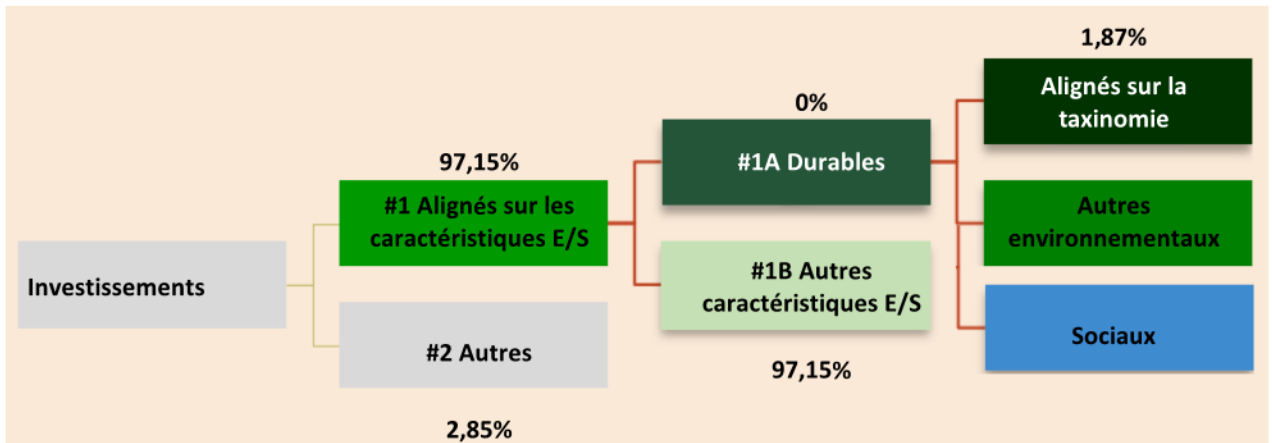 1,87%
Alignés sur la
taxinomie
0%
#1A Durables
97,15%
#1 Alignés sur les
caractéristiques E/S
Autres
environnementaux
Investissements
#1B Autres
caractéristiques E/S
#2 Autres
Sociaux
97,15%
2,85%